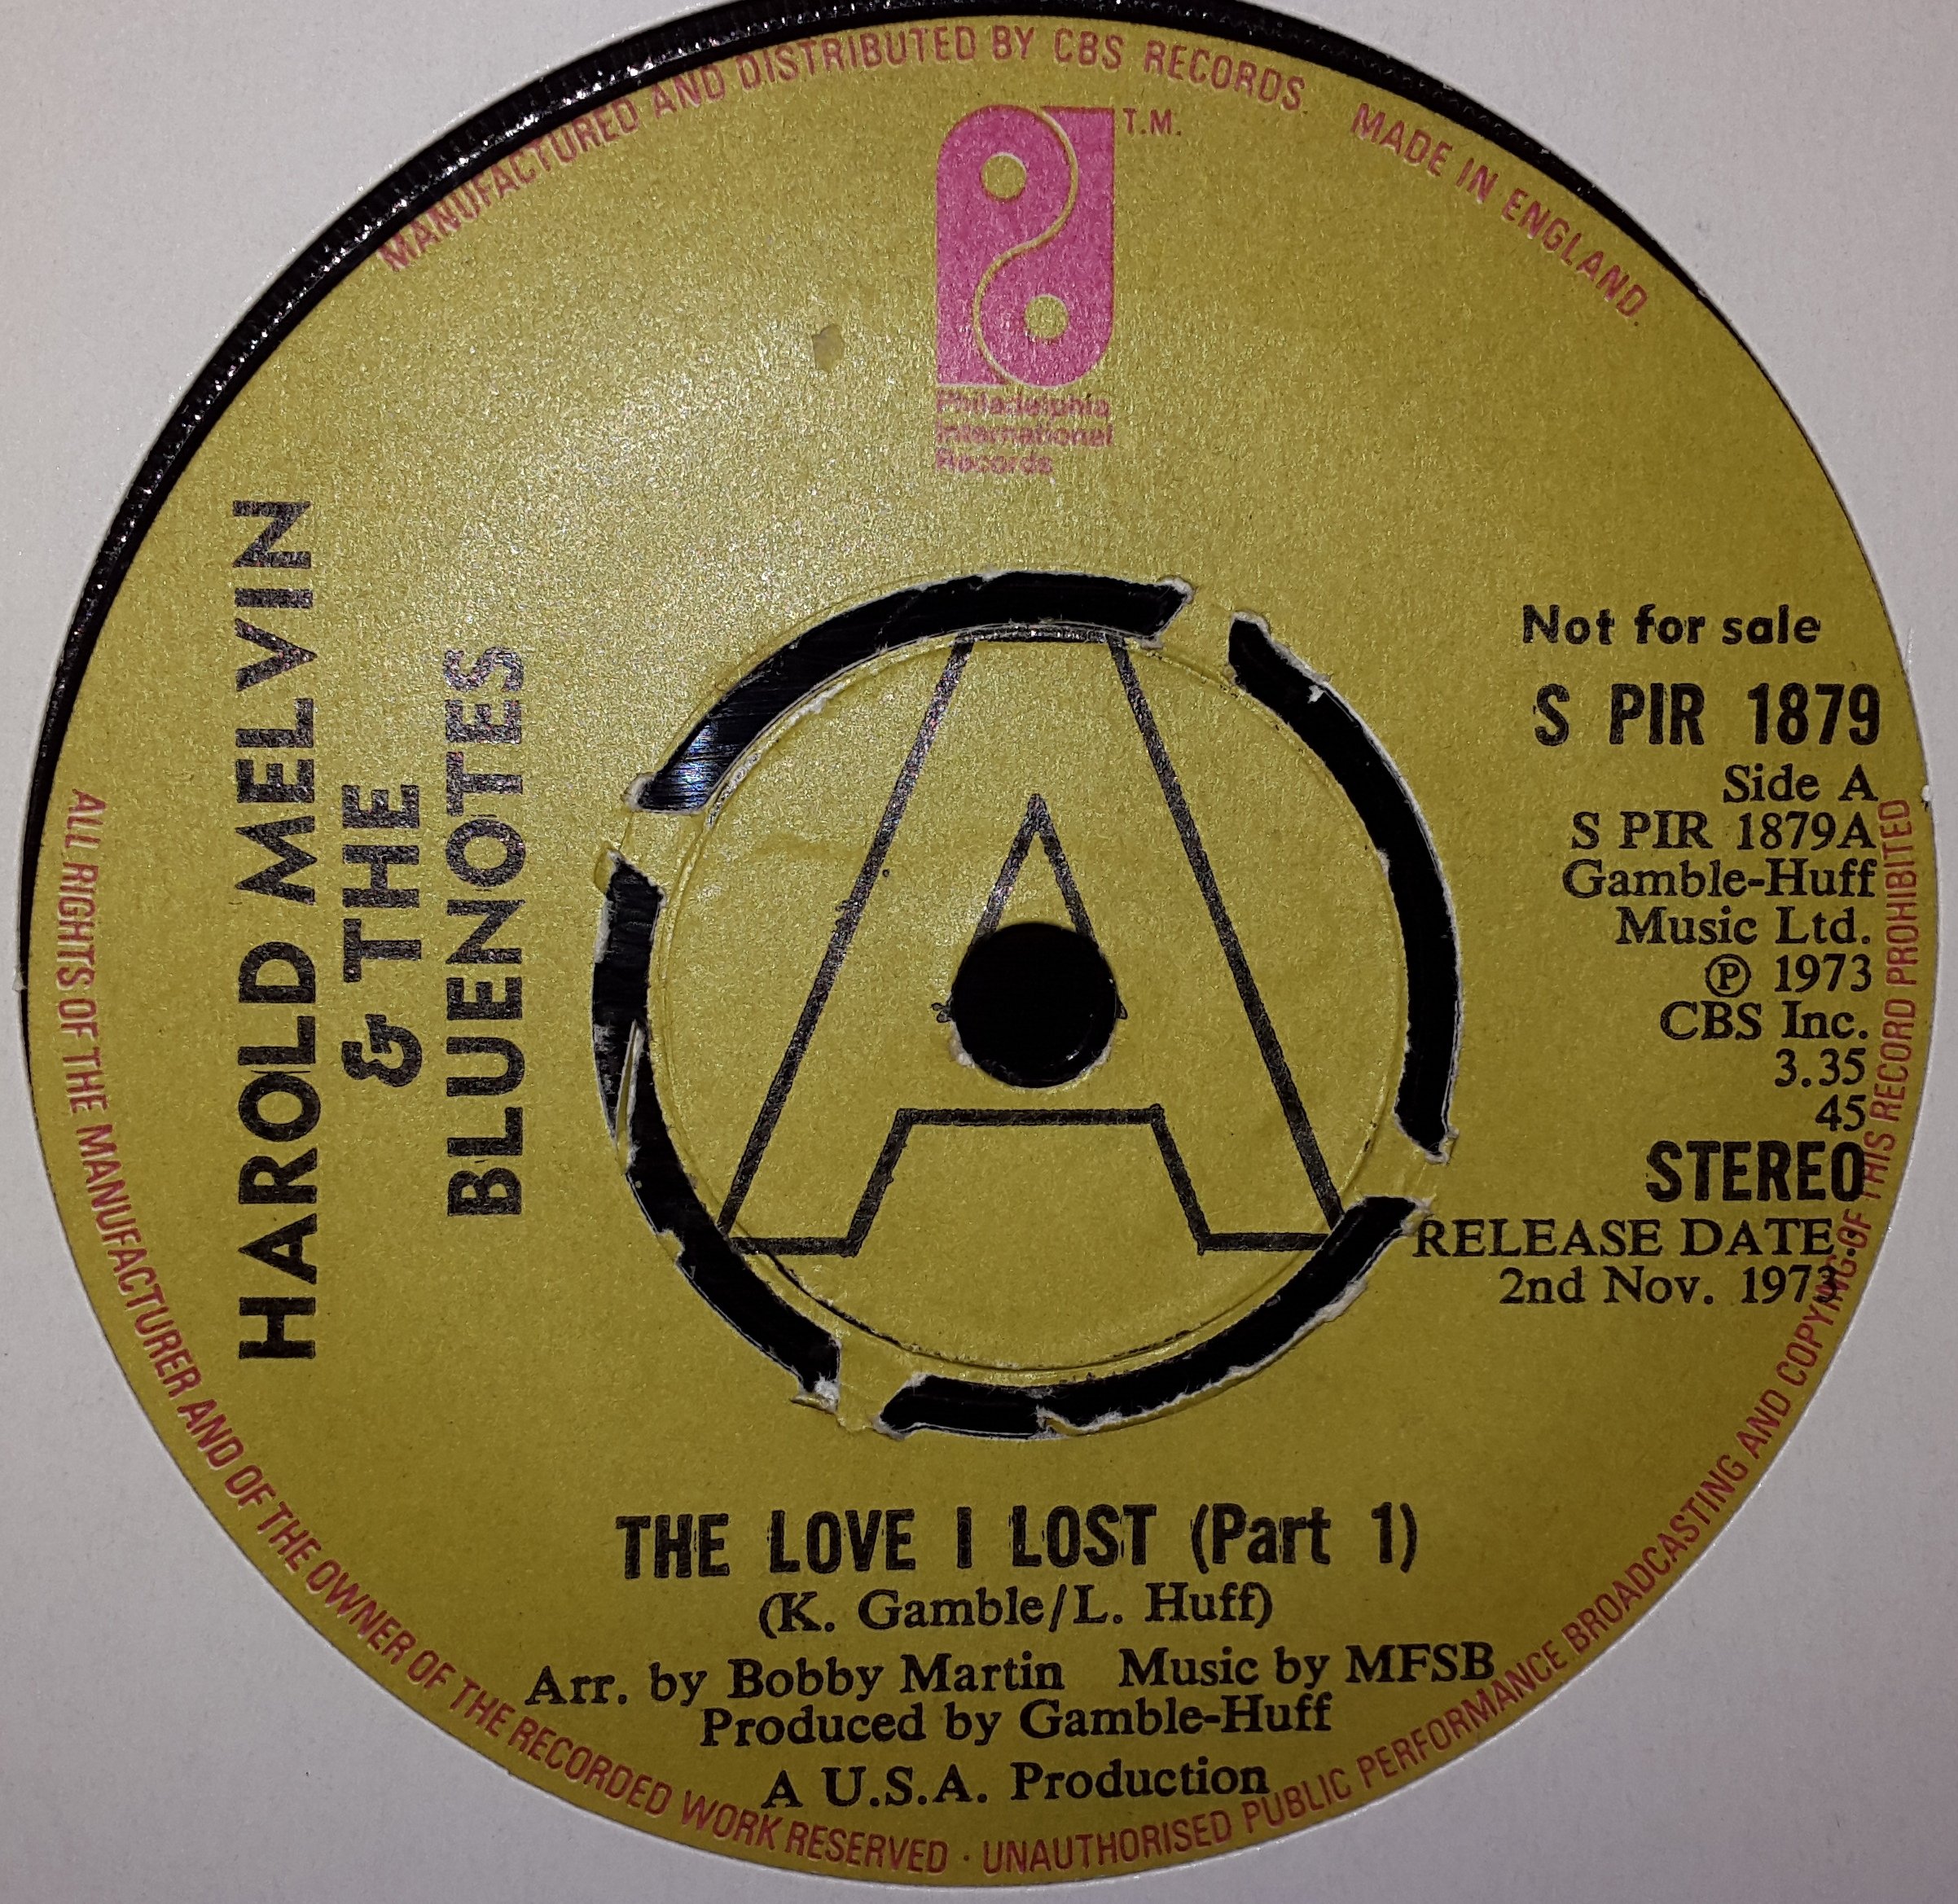 MANUFACTURED AND DISTRIBUTED BY CBS RECORDS. MADE IN ENGLAND.
T.M.
Philadelphia
International
Records
HAROLD MELVIN
& THE
BLUENOTES
A
Not for sale
S PIR 1879
Side A
S PIR 1879A
Gamble-Huff
Music Ltd.
Ⓟ 1973
CBS Inc.
3.35
45
STEREO
RELEASE DATE:
2nd Nov. 1973
THE LOVE I LOST (Part 1)
(K. Gamble/L. Huff)
Arr. by Bobby Martin Music by MFSB
Produced by Gamble-Huff
A U.S.A. Production
ALL RIGHTS OF THE MANUFACTURER AND OF THE OWNER OF THE RECORDED WORK RESERVED · UNAUTHORISED PUBLIC PERFORMANCE BROADCASTING AND COPYING OF THIS RECORD PROHIBITED